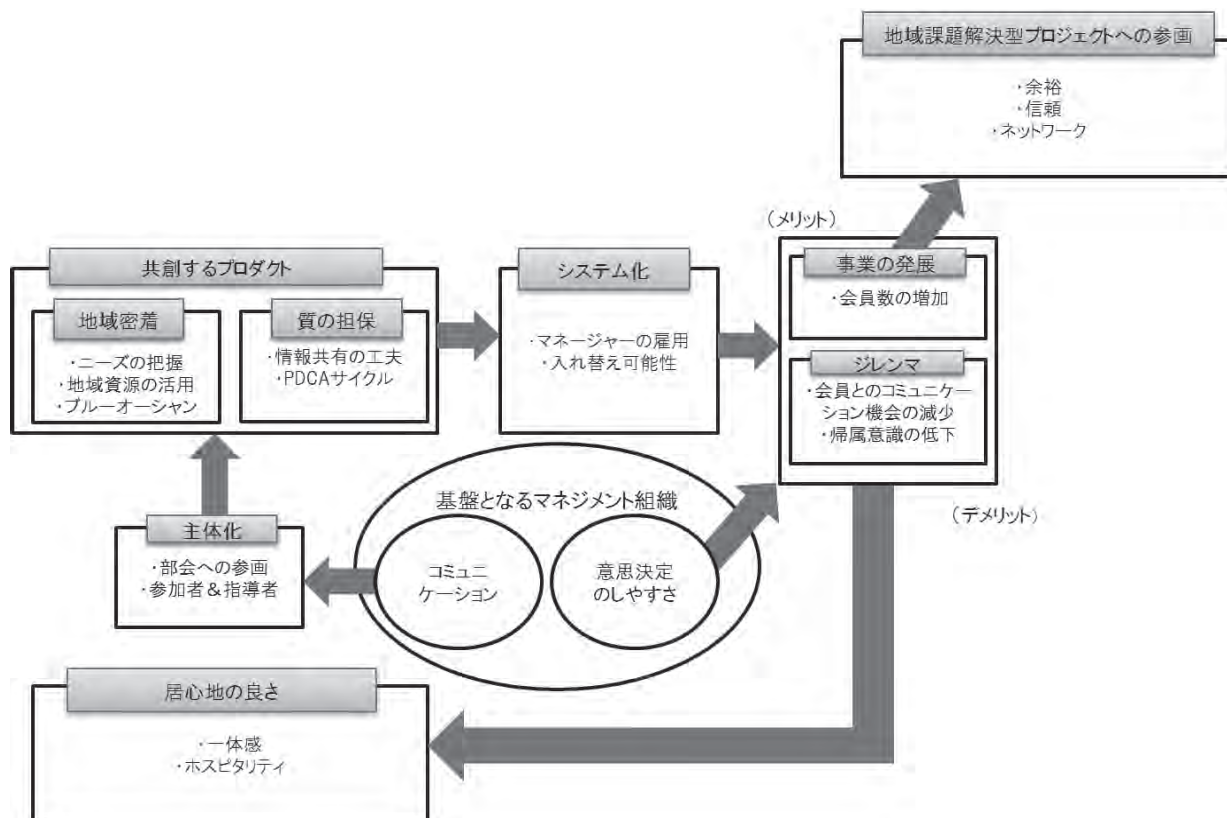 地域課題解決型プロジェクトへの参画
・余裕
・信頼
・ネットワーク
（メリット）
共創するプロダクト
地域密着
・ニーズの把握
・地域資源の活用
・ブルーオーシャン
質の担保
・情報共有の工夫
・PDCAサイクル
システム化
・マネージャーの雇用
・入れ替え可能性
事業の発展
・会員数の増加
ジレンマ
・会員とのコミュニケー
ション機会の減少
・帰属意識の低下
（デメリット）
基盤となるマネジメント組織
コミュニ
ケーション
意思決定
のしやすさ
主体化
・部会への参画
・参加者＆指導者
居心地の良さ
・一体感
・ホスピタリティ